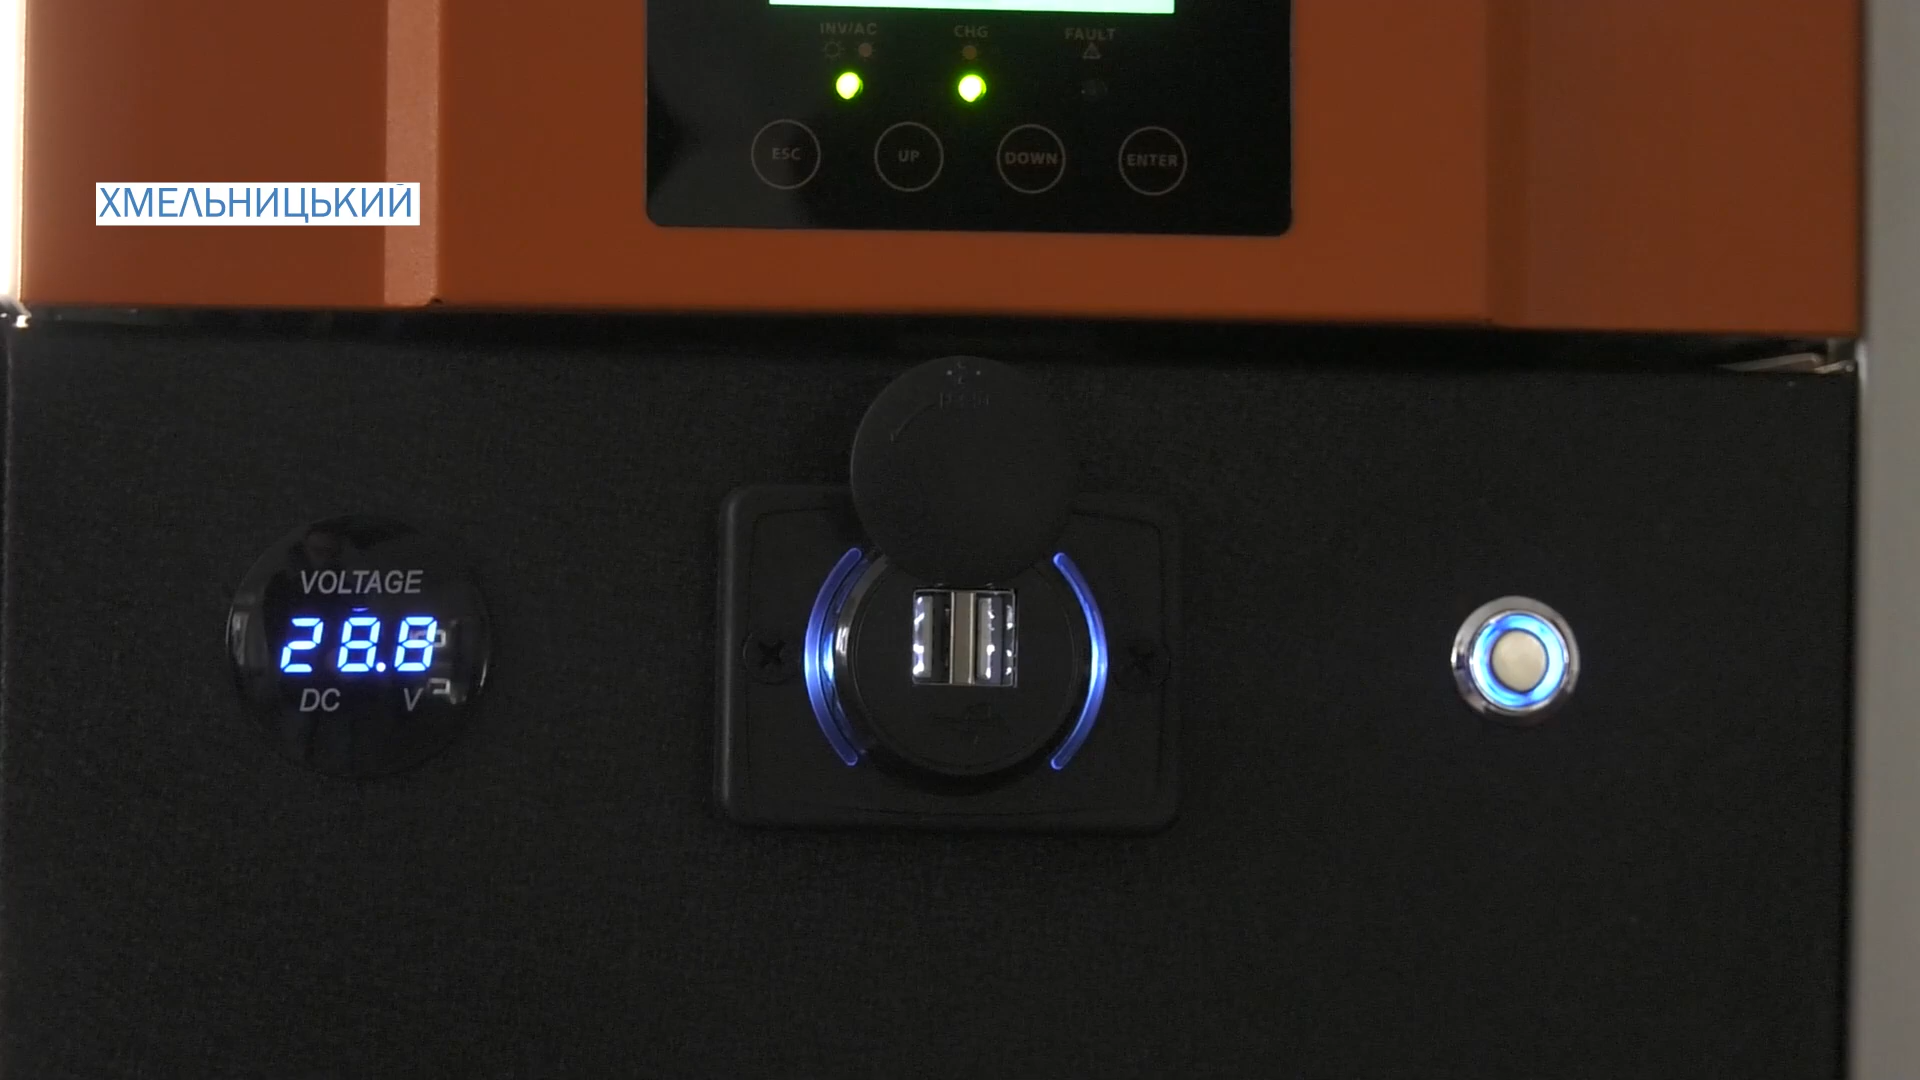 INV/AC CHG FAULT
ХМЕЛЬНИЦЬКИЙ
ESC UP DOWN ENTER
VOLTAGE
28.8
DC V